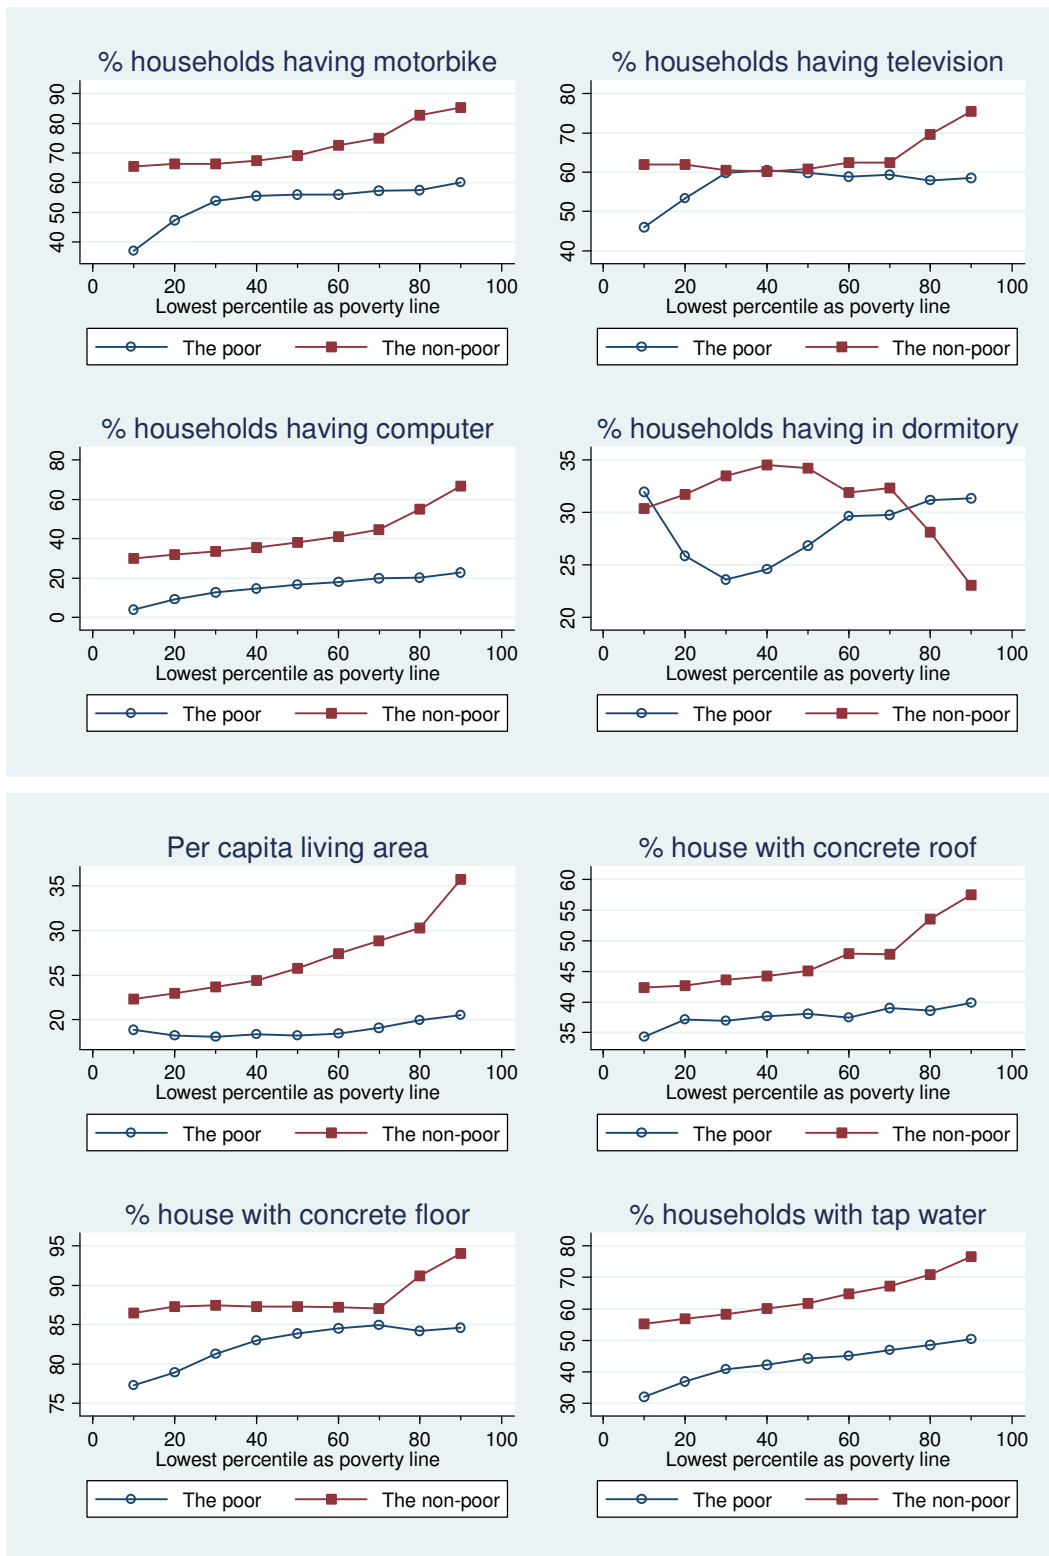 % households having motorbike
90
80
70
60
50
40
0 20 40 60 80 100
Lowest percentile as poverty line
The poor The non-poor
% households having television
80
70
60
50
40
0 20 40 60 80 100
Lowest percentile as poverty line
The poor The non-poor
% households having computer
80
60
40
20
0
0 20 40 60 80 100
Lowest percentile as poverty line
The poor The non-poor
% households having in dormitory
35
30
25
20
0 20 40 60 80 100
Lowest percentile as poverty line
The poor The non-poor
Per capita living area
35
30
25
20
0 20 40 60 80 100
Lowest percentile as poverty line
The poor The non-poor
% house with concrete roof
60
55
50
45
40
35
0 20 40 60 80 100
Lowest percentile as poverty line
The poor The non-poor
% house with concrete floor
95
90
85
80
75
0 20 40 60 80 100
Lowest percentile as poverty line
The poor The non-poor
% households with tap water
80
70
60
50
40
30
0 20 40 60 80 100
Lowest percentile as poverty line
The poor The non-poor